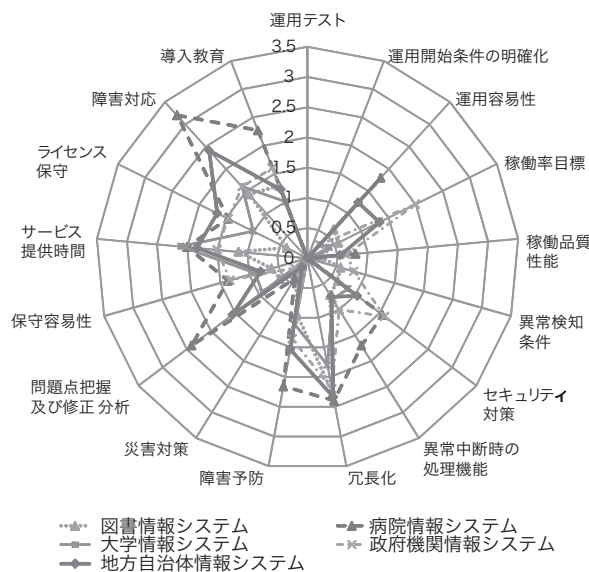 運用テスト
運用開始条件の明確化
運用容易性
稼働率目標
稼働品質
性能
異常検知
条件
セキュリティ
対策
異常中断時の
処理機能
冗長化
障害予防
災害対策
問題点把握
及び修正 分析
保守容易性
サービス
提供時間
ライセンス
保守
障害対応
導入教育
3.5
3
2.5
2
1.5
1
0.5
0
図書情報システム
大学情報システム
地方自治体情報システム
病院情報システム
政府機関情報システム